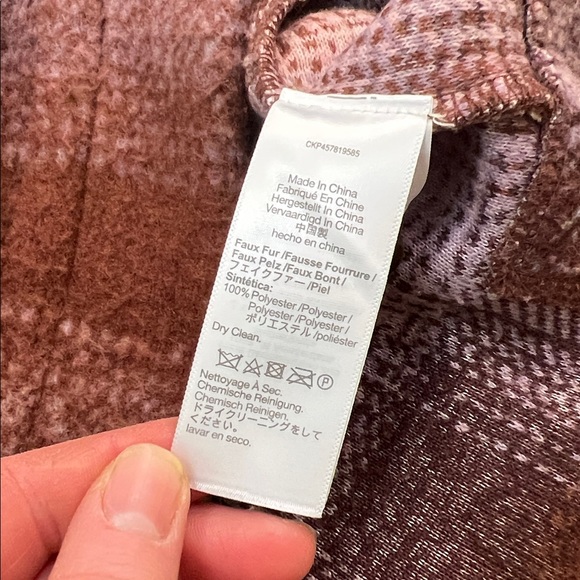 CKP457819585
Made In China
Fabriqué En Chine
Hergestellt In China
Vervaardigd In China
中国製
hecho en china
Faux Fur /Fausse Fourrure /
Faux Pelz /Faux Bont /
フェイクファー /Piel
Sintética:
100% Polyester /Polyester
/Polyester /Polyester /
ポリエステル /poliéster
Dry Clean.
P
Nettoyage À Sec.
Chemische Reinigung.
Chemisch Reinigen.
ドライクリーニングをして
ください。
lavar en seco.